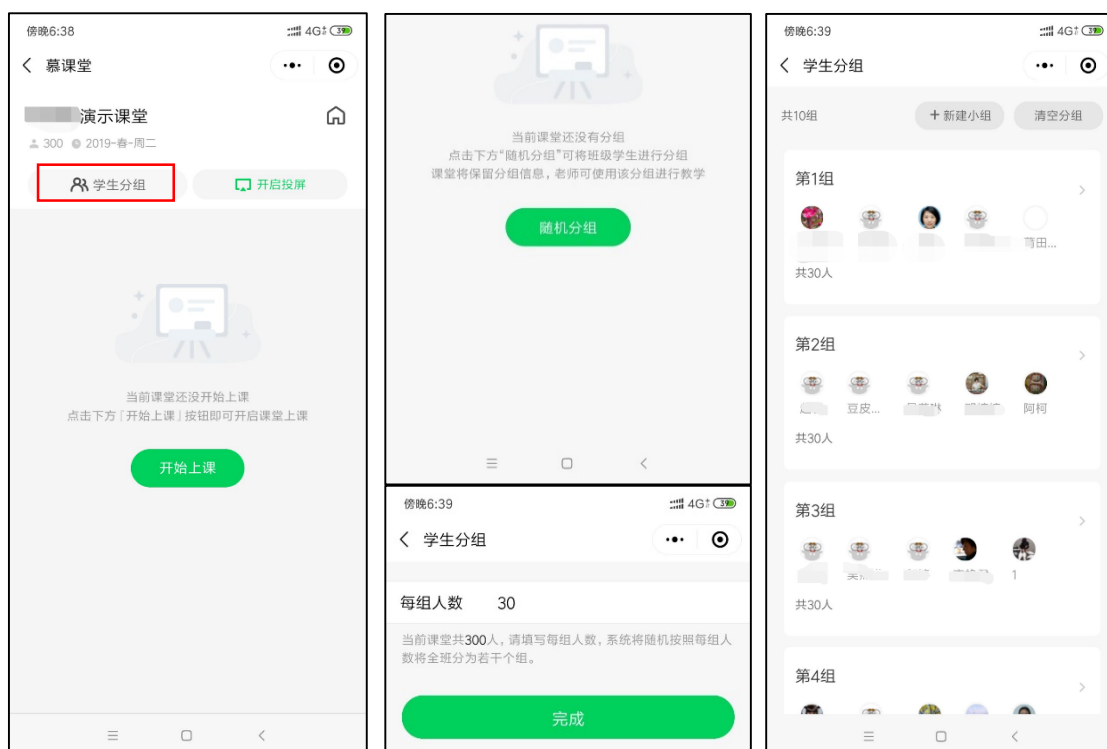 傍晚6:38
4G 39
慕课堂
演示课堂
300 2019-春-周二
学生分组
开启投屏
当前课堂还没开始上课
点击下方「开始上课」按钮即可开启课堂上课
开始上课
当前课堂还没有分组
点击下方“随机分组”可将班级学生进行分组
课堂将保留分组信息，老师可使用该分组进行教学
随机分组
傍晚6:39
4G 39
学生分组
每组人数 30
当前课堂共300人，请填写每组人数，系统将随机按照每组人
数将全班分为若干个组。
完成
傍晚6:39
4G 39
学生分组
共10组
+新建小组
清空分组
第1组
共30人
第2组
豆皮...
阿柯
共30人
第3组
1
共30人
第4组